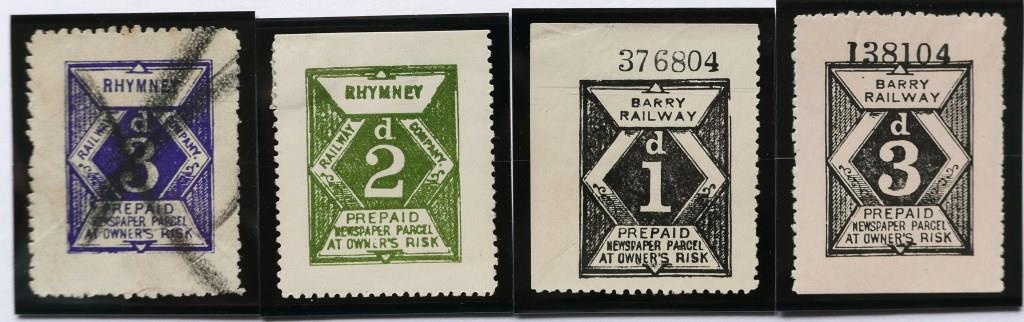 RHYMNEY
RAILWAY
COMPANY.
d
3
PREPAID
NEWSPAPER PARCEL
AT OWNER'S RISK
RHYMNEY
RAILWAY
COMPANY.
d
2
PREPAID
NEWSPAPER PARCEL
AT OWNER'S RISK
376804
BARRY
RAILWAY
d
1
PREPAID
NEWSPAPER PARCEL
AT OWNER'S RISK
138104
BARRY
RAILWAY
d
3
PREPAID
NEWSPAPER PARCEL
AT OWNER'S RISK